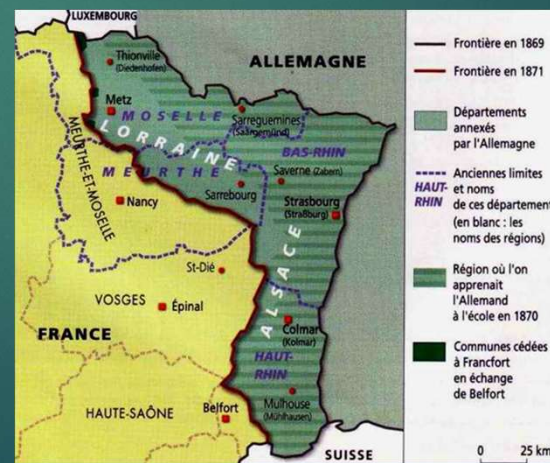 LUXEMBOURG
ALLEMAGNE
Thionville
(Diedenhofen)
Metz
MOSELLE
Sarreguemines
(Saargemünd)
LORRAINE
BAS-RHIN
MEURTHE-ET-MOSELLE
MEURTHE
Saverne (Zabern)
Sarrebourg
Nancy
Strasbourg
(Straßburg)
ALSACE
St-Dié
VOSGES
Épinal
FRANCE
Colmar
(Kolmar)
HAUT-
RHIN
HAUTE-SAÔNE
Belfort
Mulhouse
(Mühlhausen)
SUISSE
Frontière en 1869
Frontière en 1871
Départements
annexés
par l'Allemagne
Anciennes limites
HAUT- et noms
RHIN de ces département
(en blanc : les
noms des régions)
Région où l'on
apprenait
l'Allemand
à l'école en 1870
Communes cédées
à Francfort
en échange
de Belfort
0 25 km